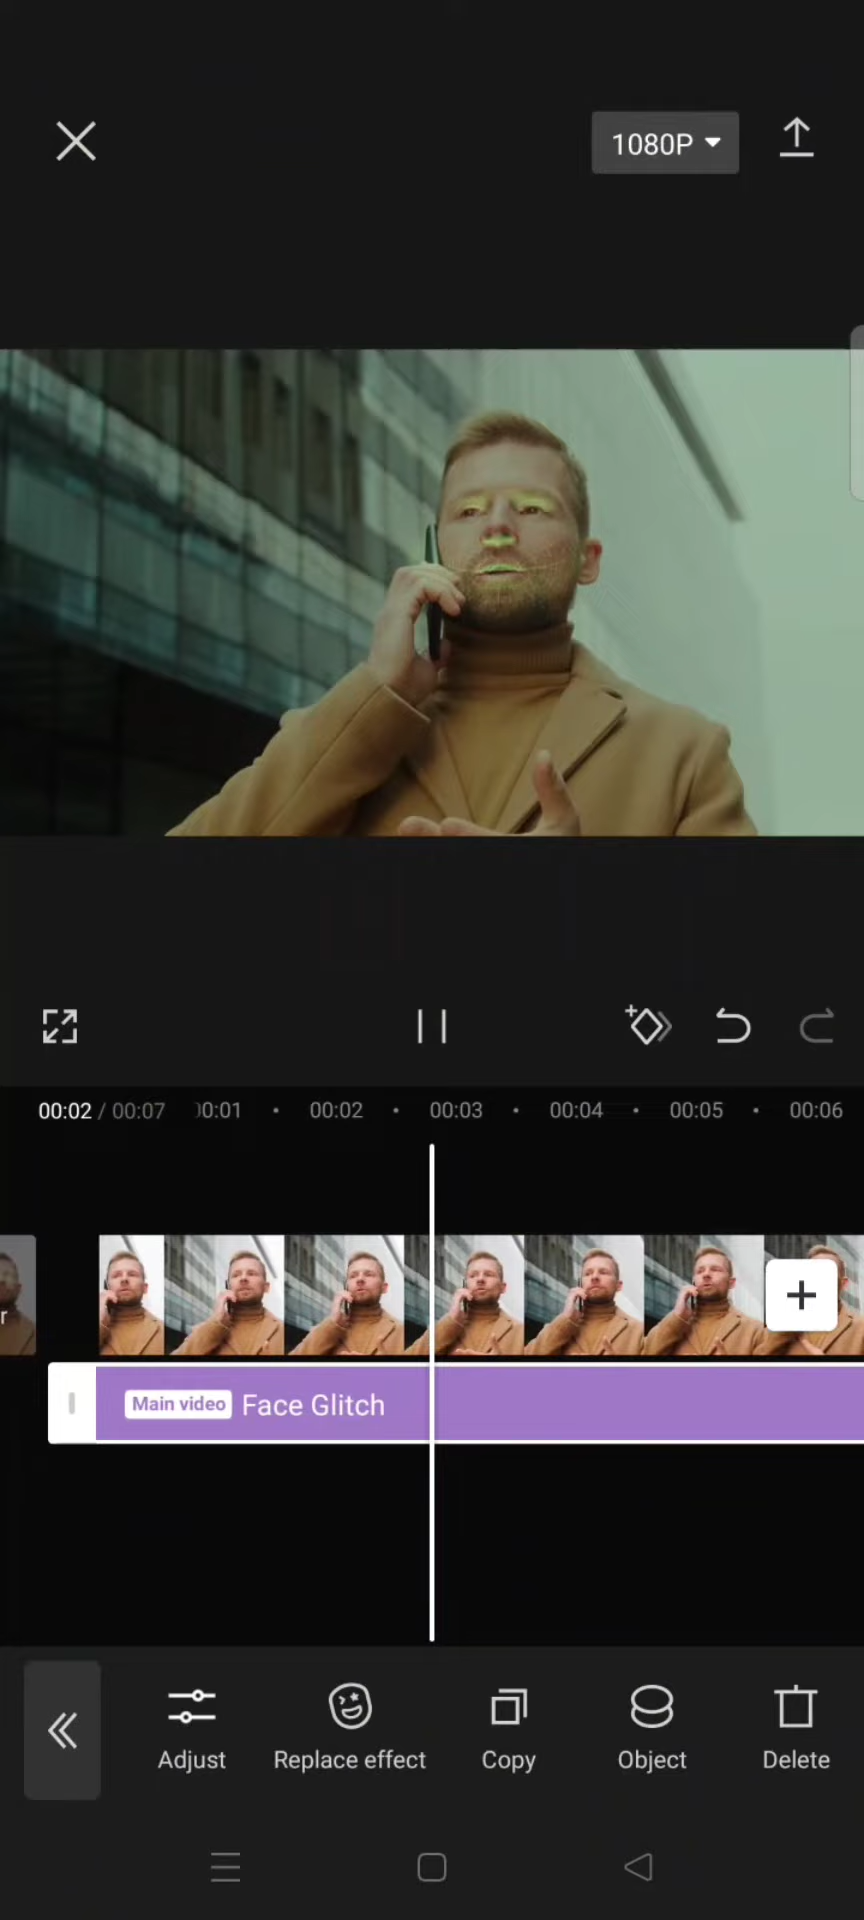 1080P
00:02 / 00:07
0:01 00:02 00:03 00:04 00:05 00:06
r
Main video Face Glitch
Adjust Replace effect Copy Object Delete